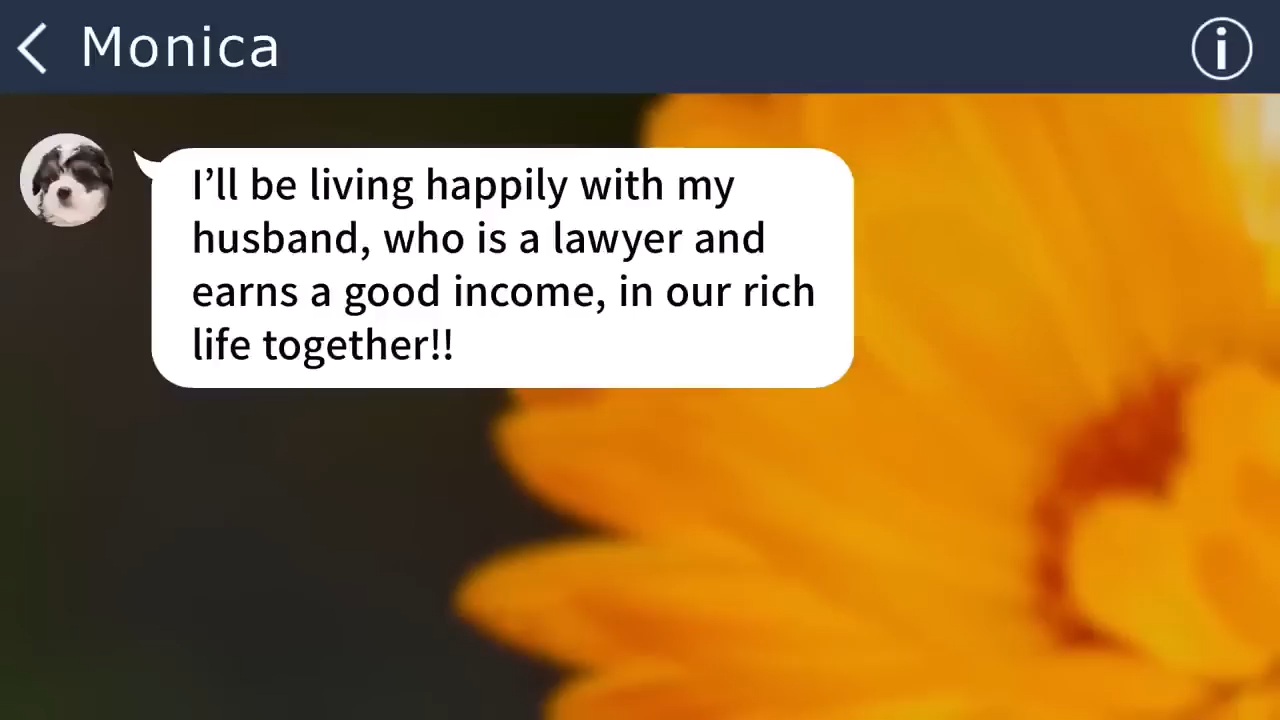 Monica
I’ll be living happily with my
husband, who is a lawyer and
earns a good income, in our rich
life together!!